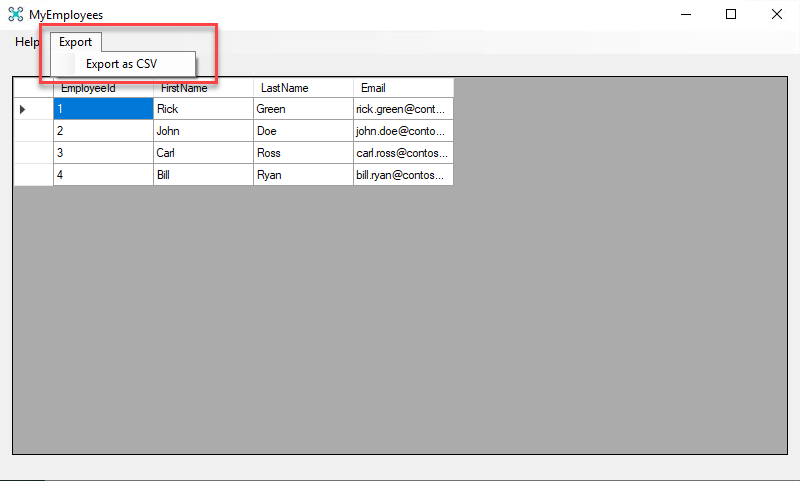 MyEmployees
Help Export
Export as CSV
EmployeeId FirstName LastName Email
1 Rick Green rick.green@cont...
2 John Doe john.doe@conto...
3 Carl Ross carl.ross@contos...
4 Bill Ryan bill.ryan@contos...